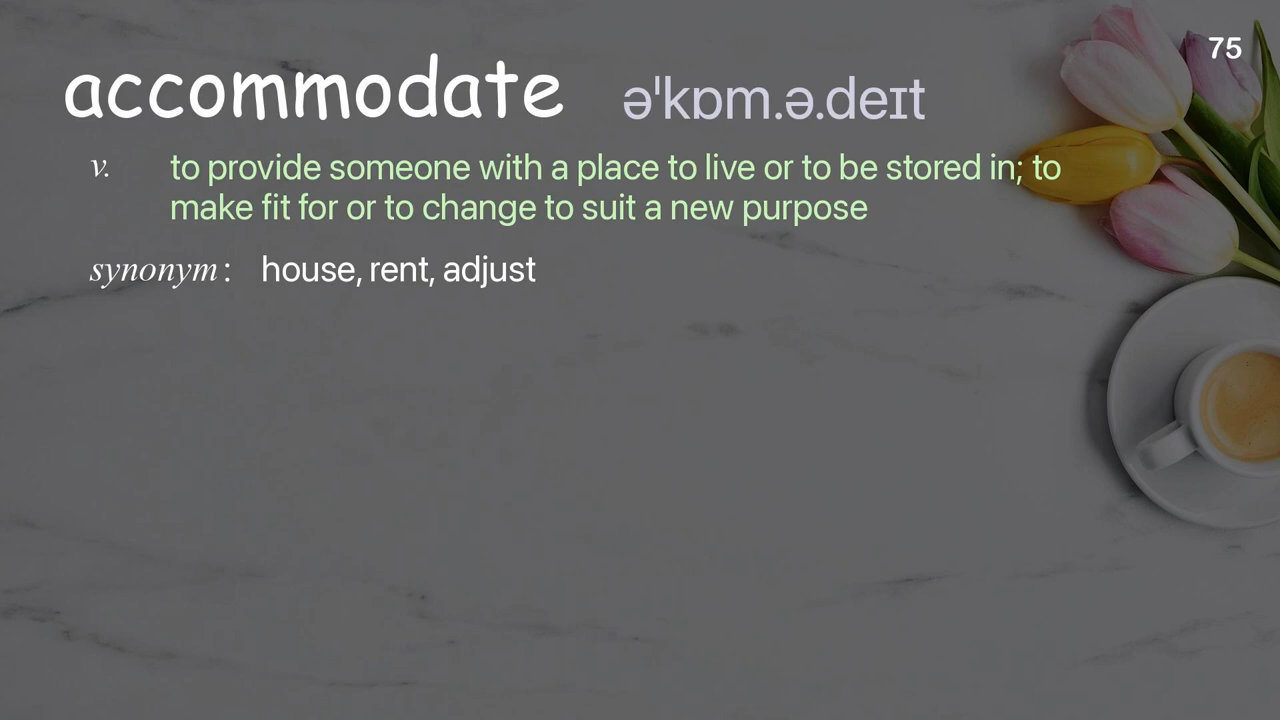 75
accommodate əˈkɒm.ə.deɪt
v. to provide someone with a place to live or to be stored in; to
make fit for or to change to suit a new purpose
synonym: house, rent, adjust